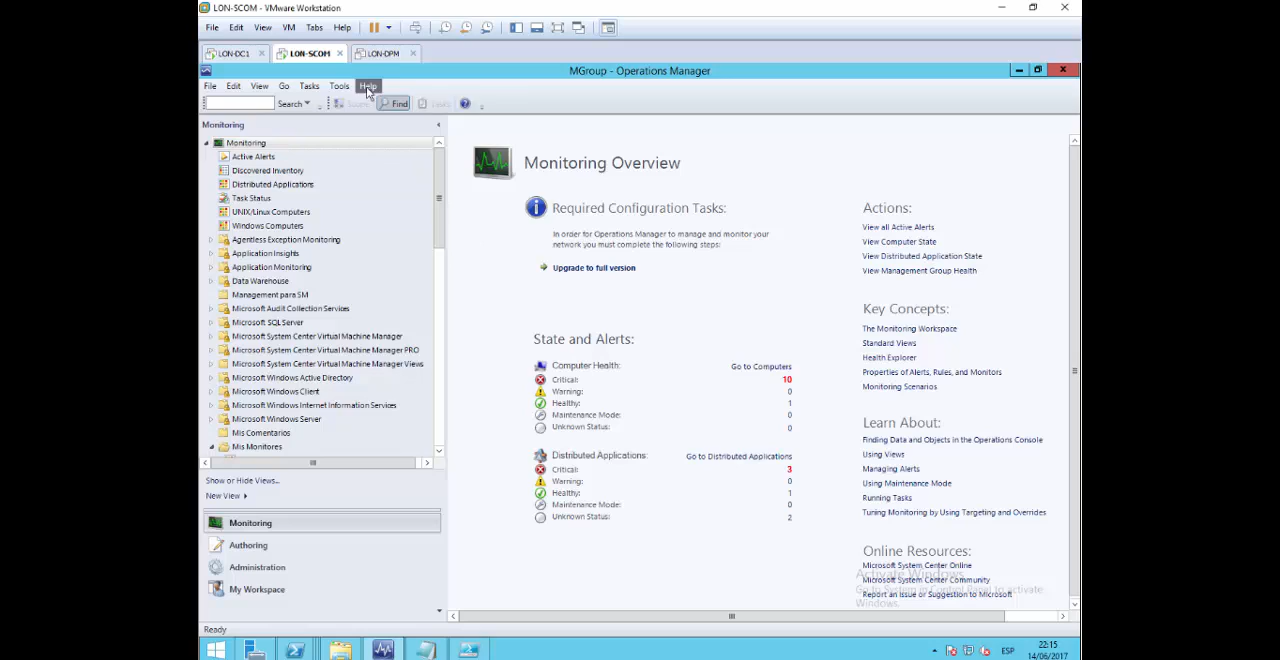 LON-SCOM - VMware Workstation
File Edit View VM Tabs Help
LON-DC1 LON-SCOM LON-DPM
MGroup - Operations Manager
File Edit View Go Tasks Tools Help
Search Find
Monitoring
Monitoring
Active Alerts
Discovered Inventory
Distributed Applications
Task Status
UNIX/Linux Computers
Windows Computers
Agentless Exception Monitoring
Application Insights
Application Monitoring
Data Warehouse
Management para SM
Microsoft Audit Collection Services
Microsoft SQL Server
Microsoft System Center Virtual Machine Manager
Microsoft System Center Virtual Machine Manager PRO
Microsoft System Center Virtual Machine Manager Views
Microsoft Windows Active Directory
Microsoft Windows Client
Microsoft Windows Internet Information Services
Microsoft Windows Server
Mis Comentarios
Mis Monitores
Show or Hide Views...
New View
Monitoring
Authoring
Administration
My Workspace
Monitoring Overview
Required Configuration Tasks:
In order for Operations Manager to manage and monitor your
network you must complete the following steps:
Upgrade to full version
State and Alerts:
Computer Health: Go to Computers
Critical: 10
Warning: 0
Healthy: 1
Maintenance Mode: 0
Unknown Status: 0
Distributed Applications: Go to Distributed Applications
Critical: 3
Warning: 0
Healthy: 1
Maintenance Mode: 0
Unknown Status: 2
Actions:
View all Active Alerts
View Computer State
View Distributed Application State
View Management Group Health
Key Concepts:
The Monitoring Workspace
Standard Views
Health Explorer
Properties of Alerts, Rules, and Monitors
Monitoring Scenarios
Learn About:
Finding Data and Objects in the Operations Console
Using Views
Managing Alerts
Using Maintenance Mode
Running Tasks
Tuning Monitoring by Using Targeting and Overrides
Online Resources:
Microsoft System Center Online
Activate Windows
Microsoft System Center Community
Go to System in Control Panel to activate
Report an Issue or Suggestion to Microsoft
Windows.
Ready
ESP
22:15
14/06/2017